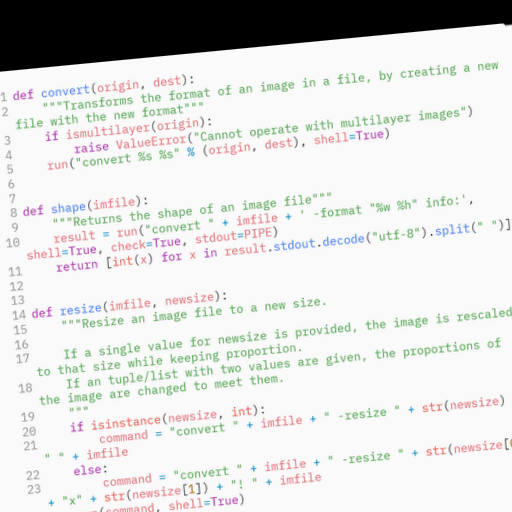 1 def convert(origin, dest):
2 """Transforms the format of an image in a file, by creating a new
file with the new format"""
3 if ismultilayer(origin):
4 raise ValueError("Cannot operate with multilayer images")
5 run("convert %s %s" % (origin, dest), shell=True)
6
7
8 def shape(imfile):
9 """Returns the shape of an image file"""
10 result = run("convert " + imfile + ' -format "%w %h" info:',
shell=True, check=True, stdout=PIPE)
11 return [int(x) for x in result.stdout.decode("utf-8").split(" ")]
12
13
14 def resize(imfile, newsize):
15 """Resize an image file to a new size.
16
17 If a single value for newsize is provided, the image is rescaled
to that size while keeping proportion.
18 If an tuple/list with two values are given, the proportions of
the image are changed to meet them.
19 """
20 if isinstance(newsize, int):
21 command = "convert " + imfile + " -resize " + str(newsize)
" " + imfile
22 else:
23 command = "convert " + imfile + " -resize " + str(newsize[0
+ "x" + str(newsize[1]) + "! " + imfile
(command, shell=True)